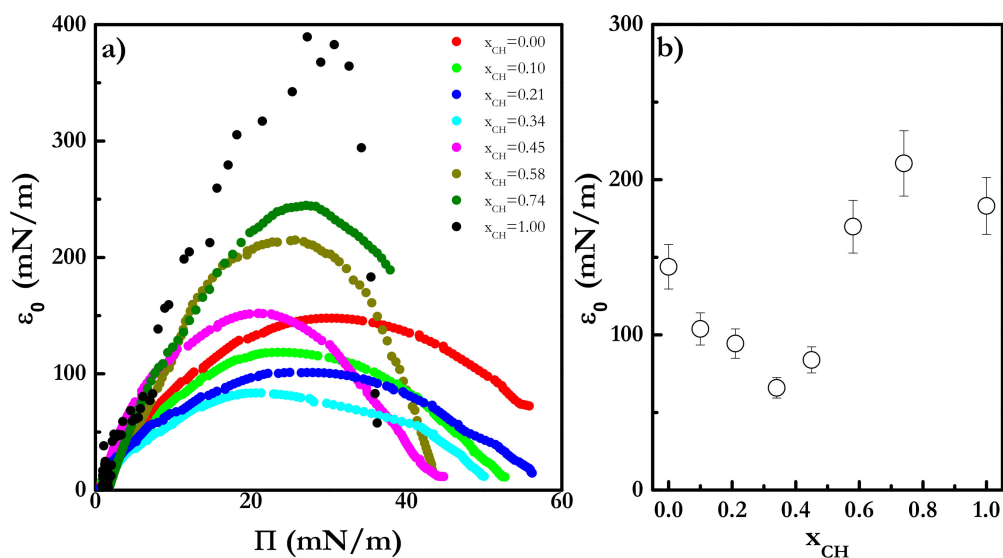 a)
400
300
200
100
0
ε₀ (mN/m)
0
20
40
60
Π (mN/m)
x_CH=0.00
x_CH=0.10
x_CH=0.21
x_CH=0.34
x_CH=0.45
x_CH=0.58
x_CH=0.74
x_CH=1.00
b)
300
200
100
0
ε₀ (mN/m)
0.0
0.2
0.4
0.6
0.8
1.0
x_CH